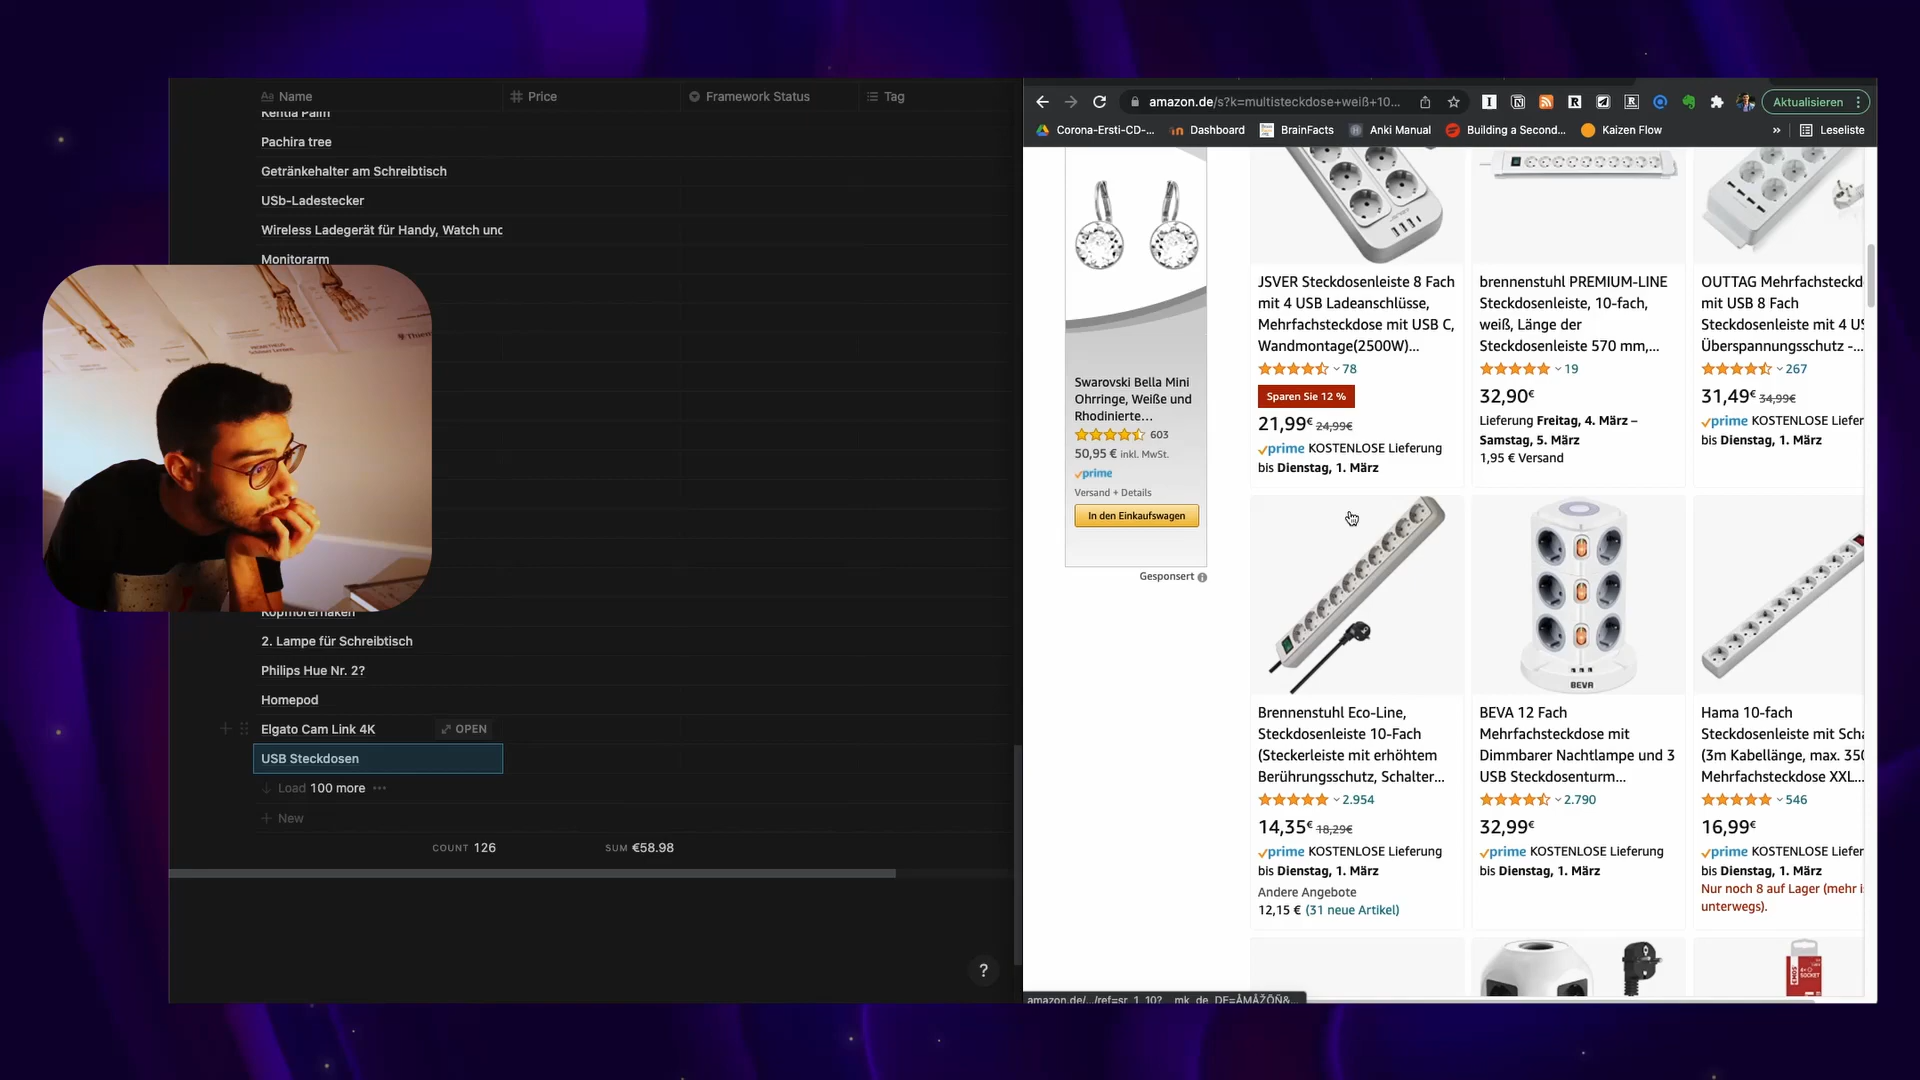 Aa Name
# Price
Framework Status
Tag
Kentia Palm
Pachira tree
Getränkehalter am Schreibtisch
USb-Ladestecker
Wireless Ladegerät für Handy, Watch und
Monitorarm
2. Lampe für Schreibtisch
Philips Hue Nr. 2?
Homepod
Elgato Cam Link 4K
OPEN
USB Steckdosen
Load 100 more
New
COUNT 126
SUM €58.98
?
amazon.de/s?k=multisteckdose+weiß+10...
Aktualisieren
Corona-Ersti-CD-...
Dashboard
BrainFacts
Anki Manual
Building a Second...
Kaizen Flow
»
Leseliste
Swarovski Bella Mini
Ohrringe, Weiße und
Rhodinierte...
603
50,95 € inkl. MwSt.
prime
Versand + Details
In den Einkaufswagen
Gesponsert
JSVER Steckdosenleiste 8 Fach
mit 4 USB Ladeanschlüsse,
Mehrfachsteckdose mit USB C,
Wandmontage(2500W)...
78
Sparen Sie 12 %
21,99€ 24,99€
prime KOSTENLOSE Lieferung
bis Dienstag, 1. März
brennenstuhl PREMIUM-LINE
Steckdosenleiste, 10-fach,
weiß, Länge der
Steckdosenleiste 570 mm,...
19
32,90€
Lieferung Freitag, 4. März –
Samstag, 5. März
1,95 € Versand
OUTTAG Mehrfachsteckd
mit USB 8 Fach
Steckdosenleiste mit 4 US
Überspannungsschutz -...
267
31,49€ 34,99€
prime KOSTENLOSE Liefer
bis Dienstag, 1. März
Brennenstuhl Eco-Line,
Steckdosenleiste 10-Fach
(Steckerleiste mit erhöhtem
Berührungsschutz, Schalter...
2.954
14,35€ 18,29€
prime KOSTENLOSE Lieferung
bis Dienstag, 1. März
Andere Angebote
12,15 € (31 neue Artikel)
BEVA
BEVA 12 Fach
Mehrfachsteckdose mit
Dimmbarer Nachtlampe und 3
USB Steckdosenturm...
2.790
32,99€
prime KOSTENLOSE Lieferung
bis Dienstag, 1. März
Hama 10-fach
Steckdosenleiste mit Scha
(3m Kabellänge, max. 350
Mehrfachsteckdose XXL...
546
16,99€
prime KOSTENLOSE Liefer
bis Dienstag, 1. März
Nur noch 8 auf Lager (mehr i
unterwegs).
amazon.de/.../ref=sr_1_10?__mk_de_DE=ÅMÅŽÕÑ&...